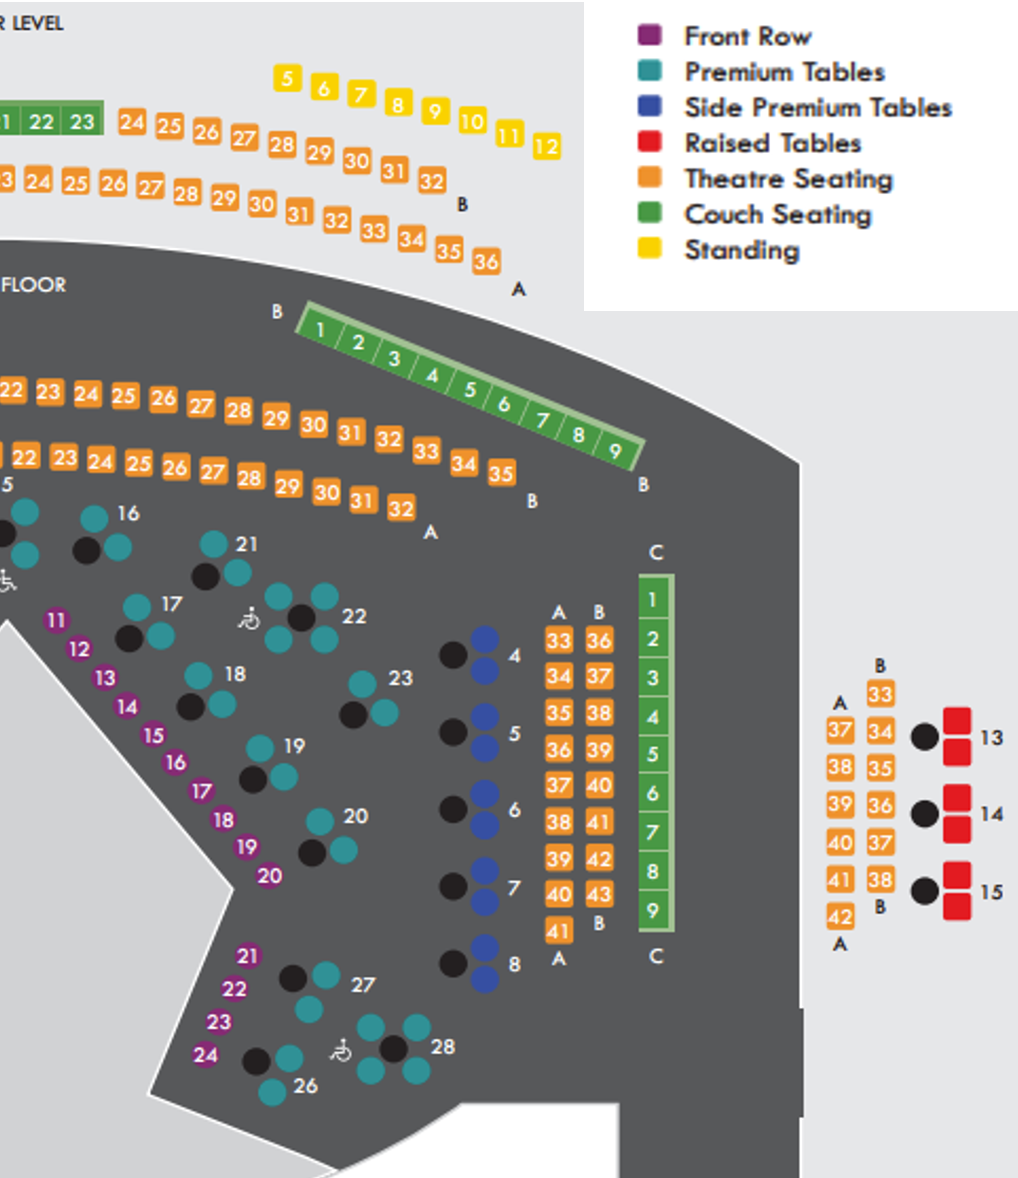 R LEVEL
Front Row
Premium Tables
Side Premium Tables
Raised Tables
Theatre Seating
Couch Seating
Standing
5 6 7 8 9 10 11 12
22 23 24 25 26 27 28 29 30 31 32 B
24 25 26 27 28 29 30 31 32 33 34 35 36 A
FLOOR
B 1 2 3 4 5 6 7 8 9 B
22 23 24 25 26 27 28 29 30 31 32 33 34 35 B
22 23 24 25 26 27 28 29 30 31 32 A
5
16
21
17
22
18
23
19
20
11
12
13
14
15
16
17
18
19
20
21
22
23
24
27
28
26
4
5
6
7
8
A
33
34
35
36
37
38
39
40
41
A
B
36
37
38
39
40
41
42
43
B
C
1
2
3
4
5
6
7
8
9
C
A
37
38
39
40
41
42
A
B
33
34
35
36
37
38
B
13
14
15